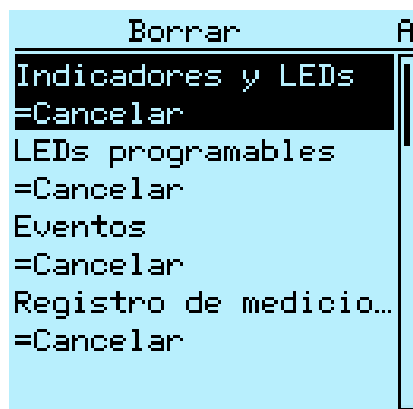 Borrar A
Indicadores y LEDs
=Cancelar
LEDs programables
=Cancelar
Eventos
=Cancelar
Registro de medicio…
=Cancelar